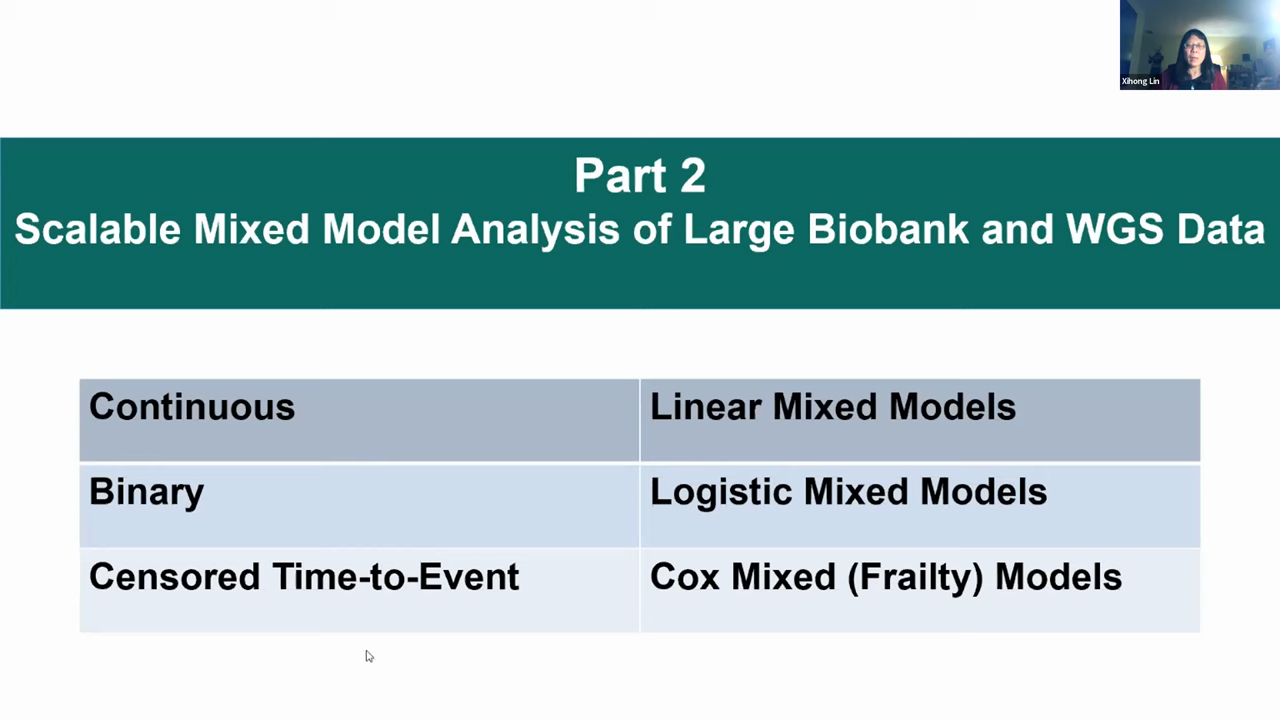 Xihong Lin
Part 2
Scalable Mixed Model Analysis of Large Biobank and WGS Data
Continuous
Linear Mixed Models
Binary
Logistic Mixed Models
Censored Time-to-Event
Cox Mixed (Frailty) Models